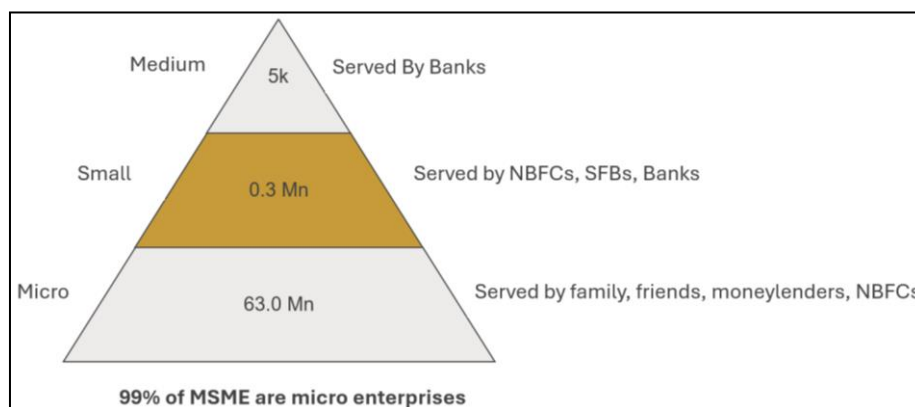 Medium
5k
Served By Banks
Small
0.3 Mn
Served by NBFCs, SFBs, Banks
Micro
63.0 Mn
Served by family, friends, moneylenders, NBFCs
99% of MSME are micro enterprises